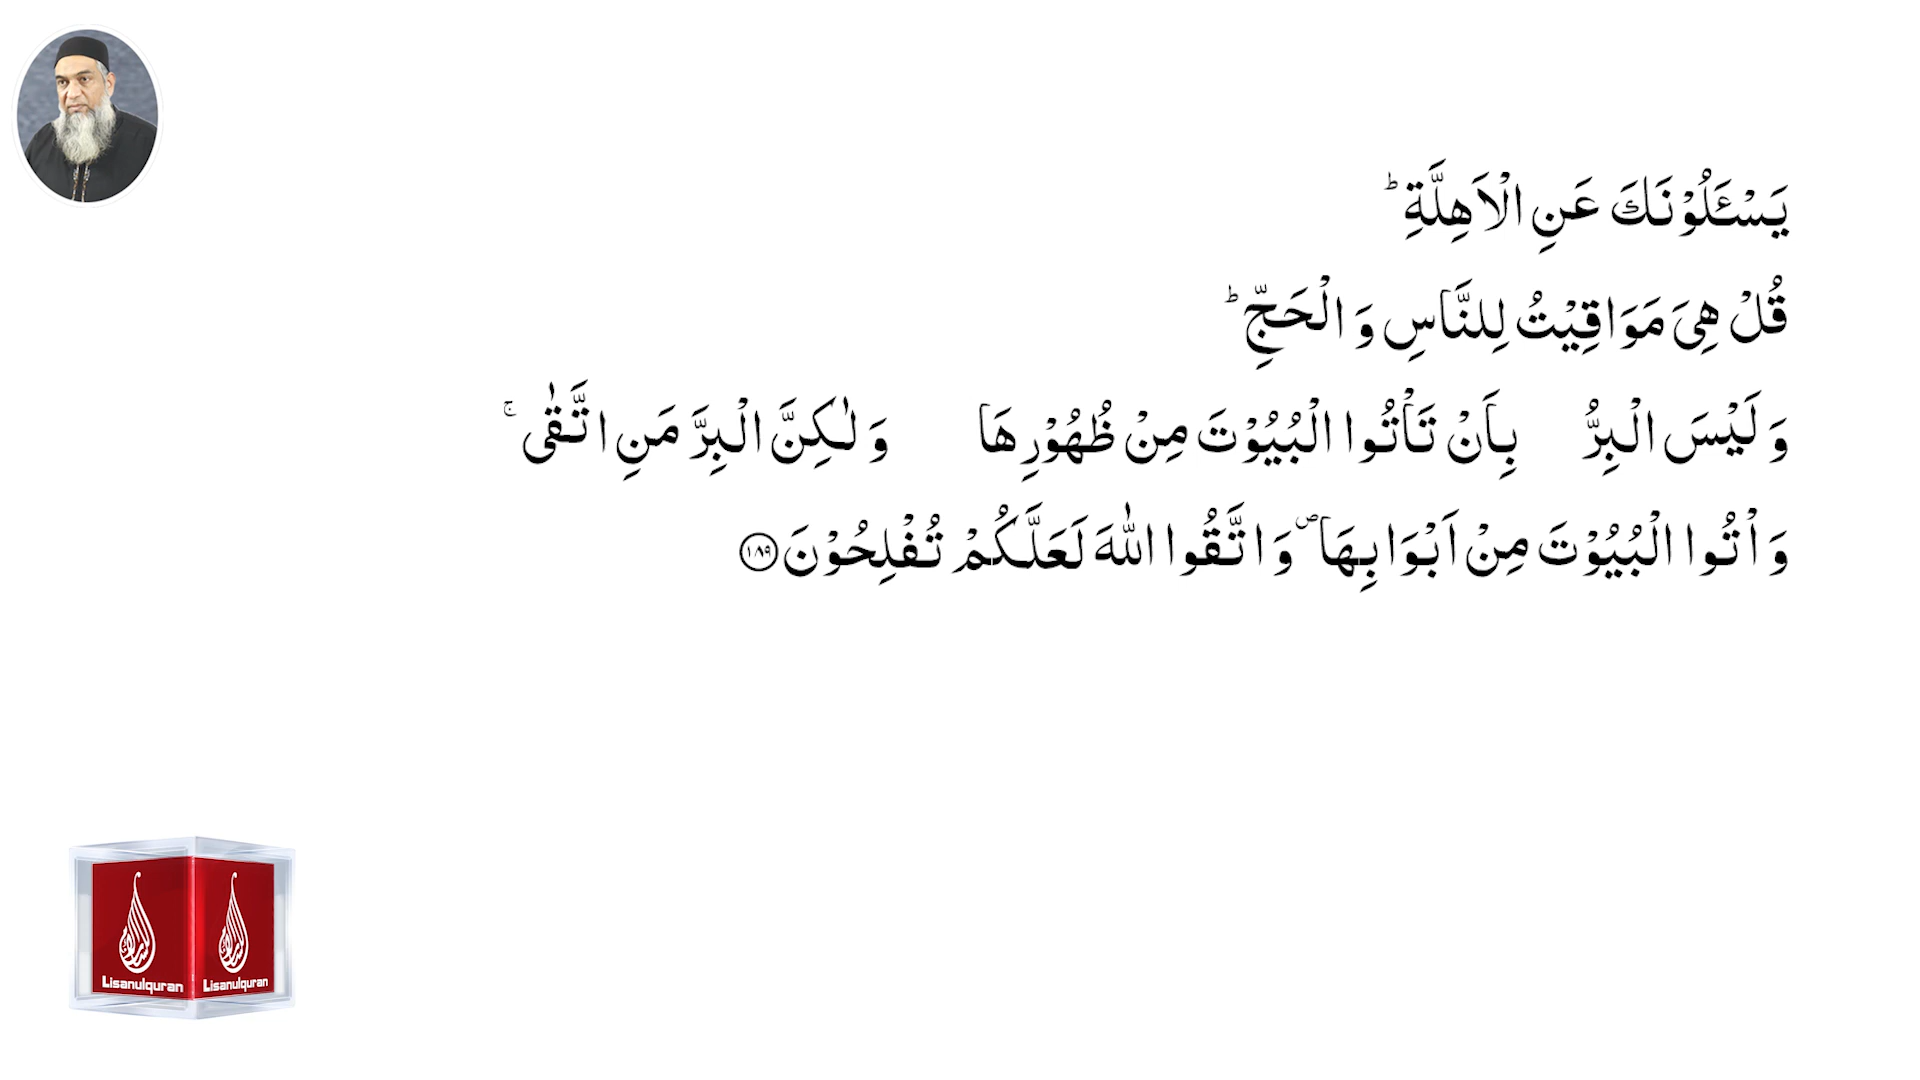 يَسْـَٔلُوْنَكَ عَنِ الْاَهِلَّةِ ؕ
قُلْ هِىَ مَوَاقِيْتُ لِلنَّاسِ وَ الْحَجِّ ؕ
وَ لَيْسَ الْبِرُّ بِاَنْ تَاْتُوا الْبُيُوْتَ مِنْ ظُهُوْرِهَا وَ لٰكِنَّ الْبِرَّ مَنِ اتَّقٰى ۚ
وَ اْتُوا الْبُيُوْتَ مِنْ اَبْوَابِهَا ۪ وَ اتَّقُوا اللّٰهَ لَعَلَّكُمْ تُفْلِحُوْنَ ﴿۱۸۹﴾
Lisanulquran Lisanulquran